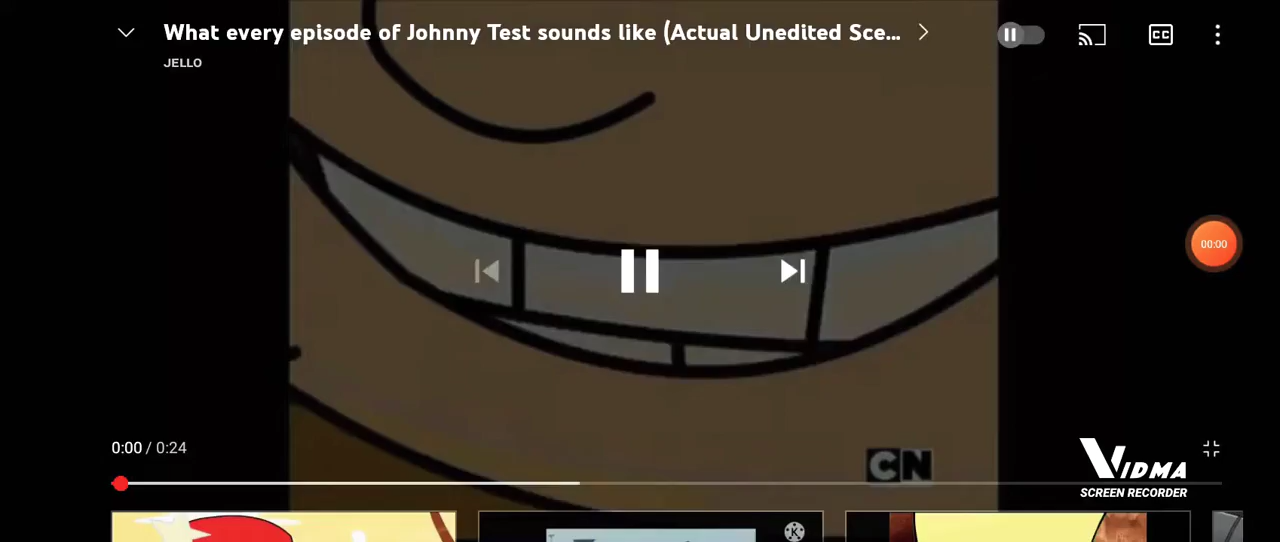 What every episode of Johnny Test sounds like (Actual Unedited Sce...
JELLO
CC
00:00
0:00 / 0:24
CN
VIDMA
SCREEN RECORDER
K